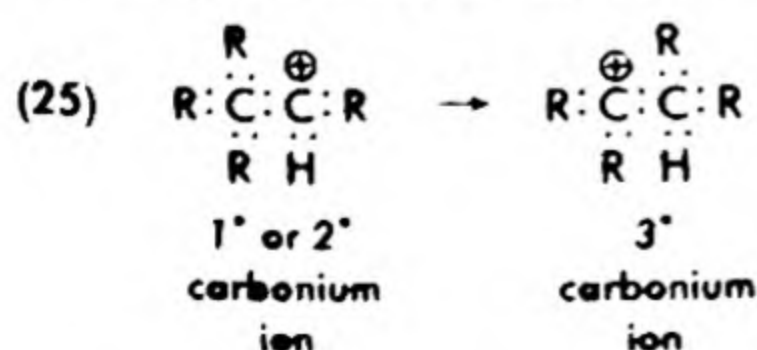 R R
⊕ ⊕
(25) R : C : C : R → R : C : C : R
R H R H
1° or 2° 3°
carbonium carbonium
ion ion